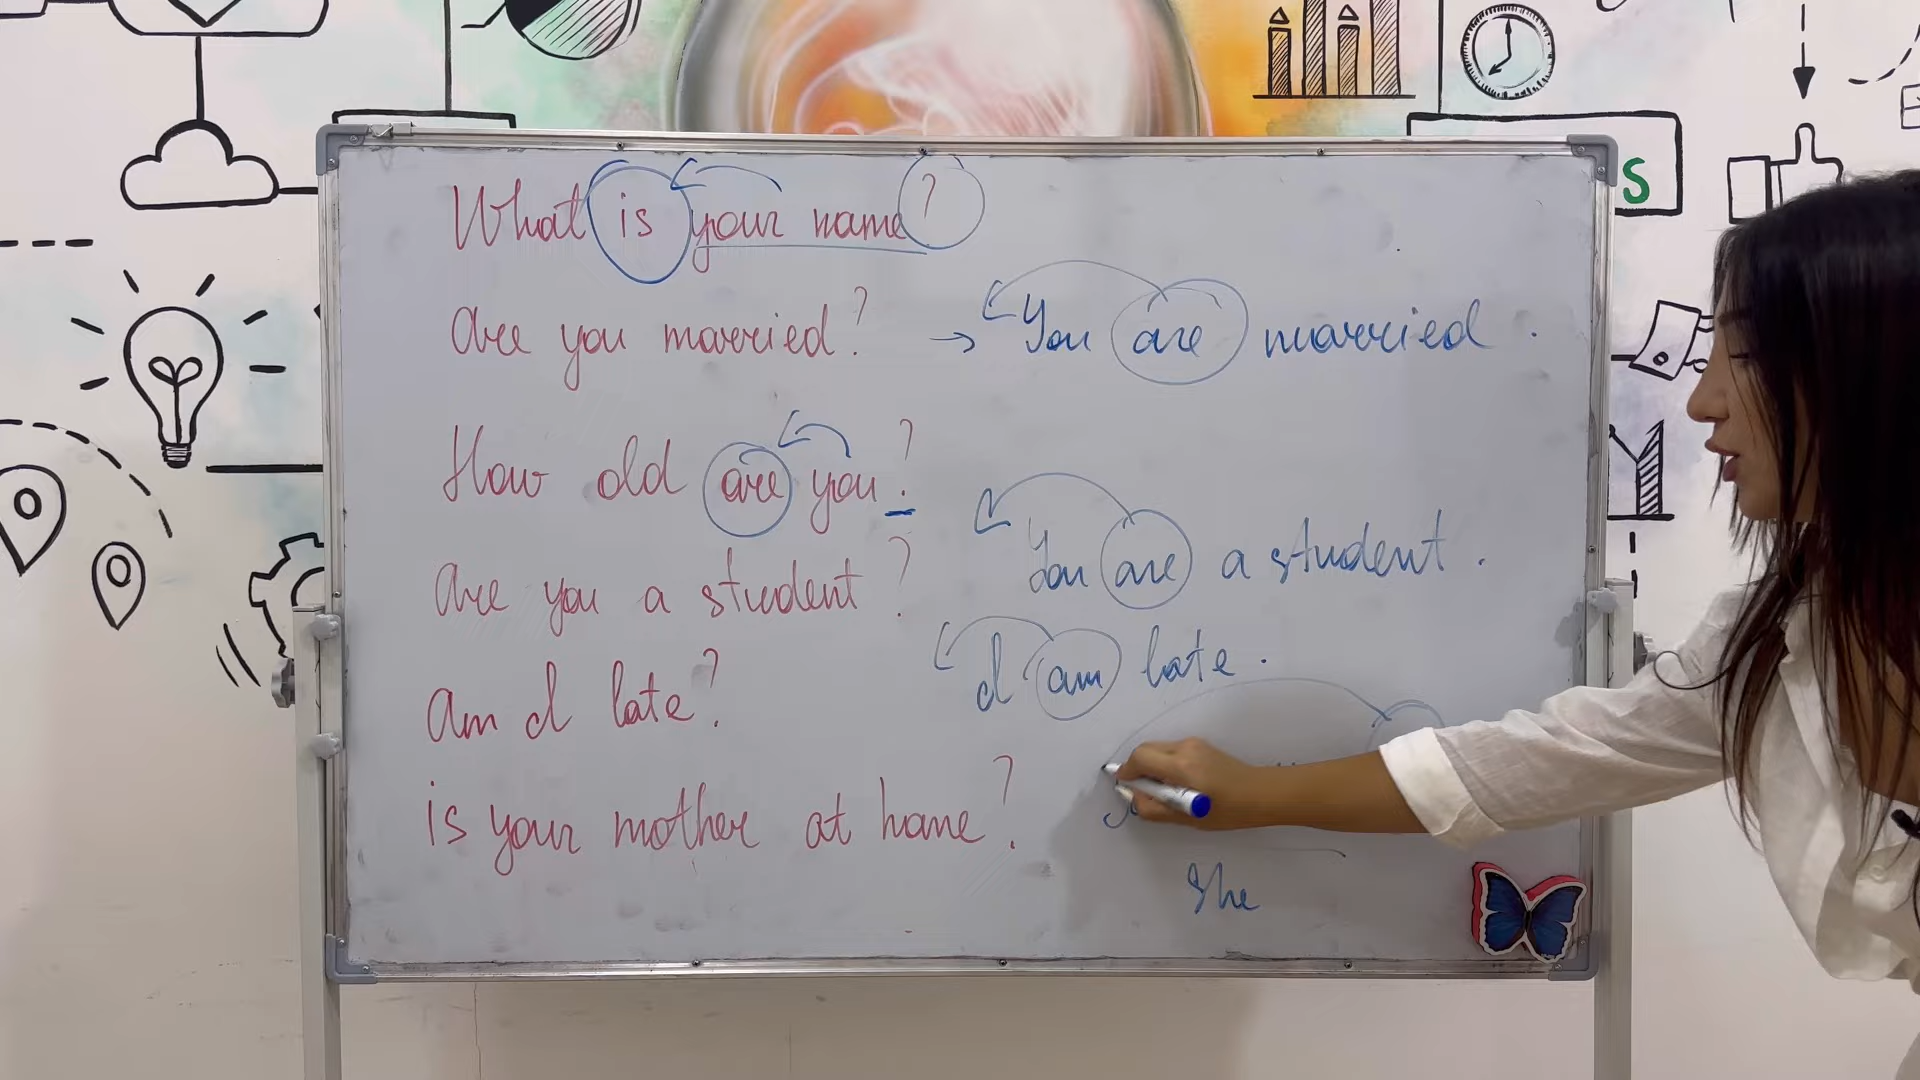 What is your name?
Are you married? → You are married.
How old are you?
You are a student.
Are you a student?
I am late.
Am I late?
is your mother at home?
She
S